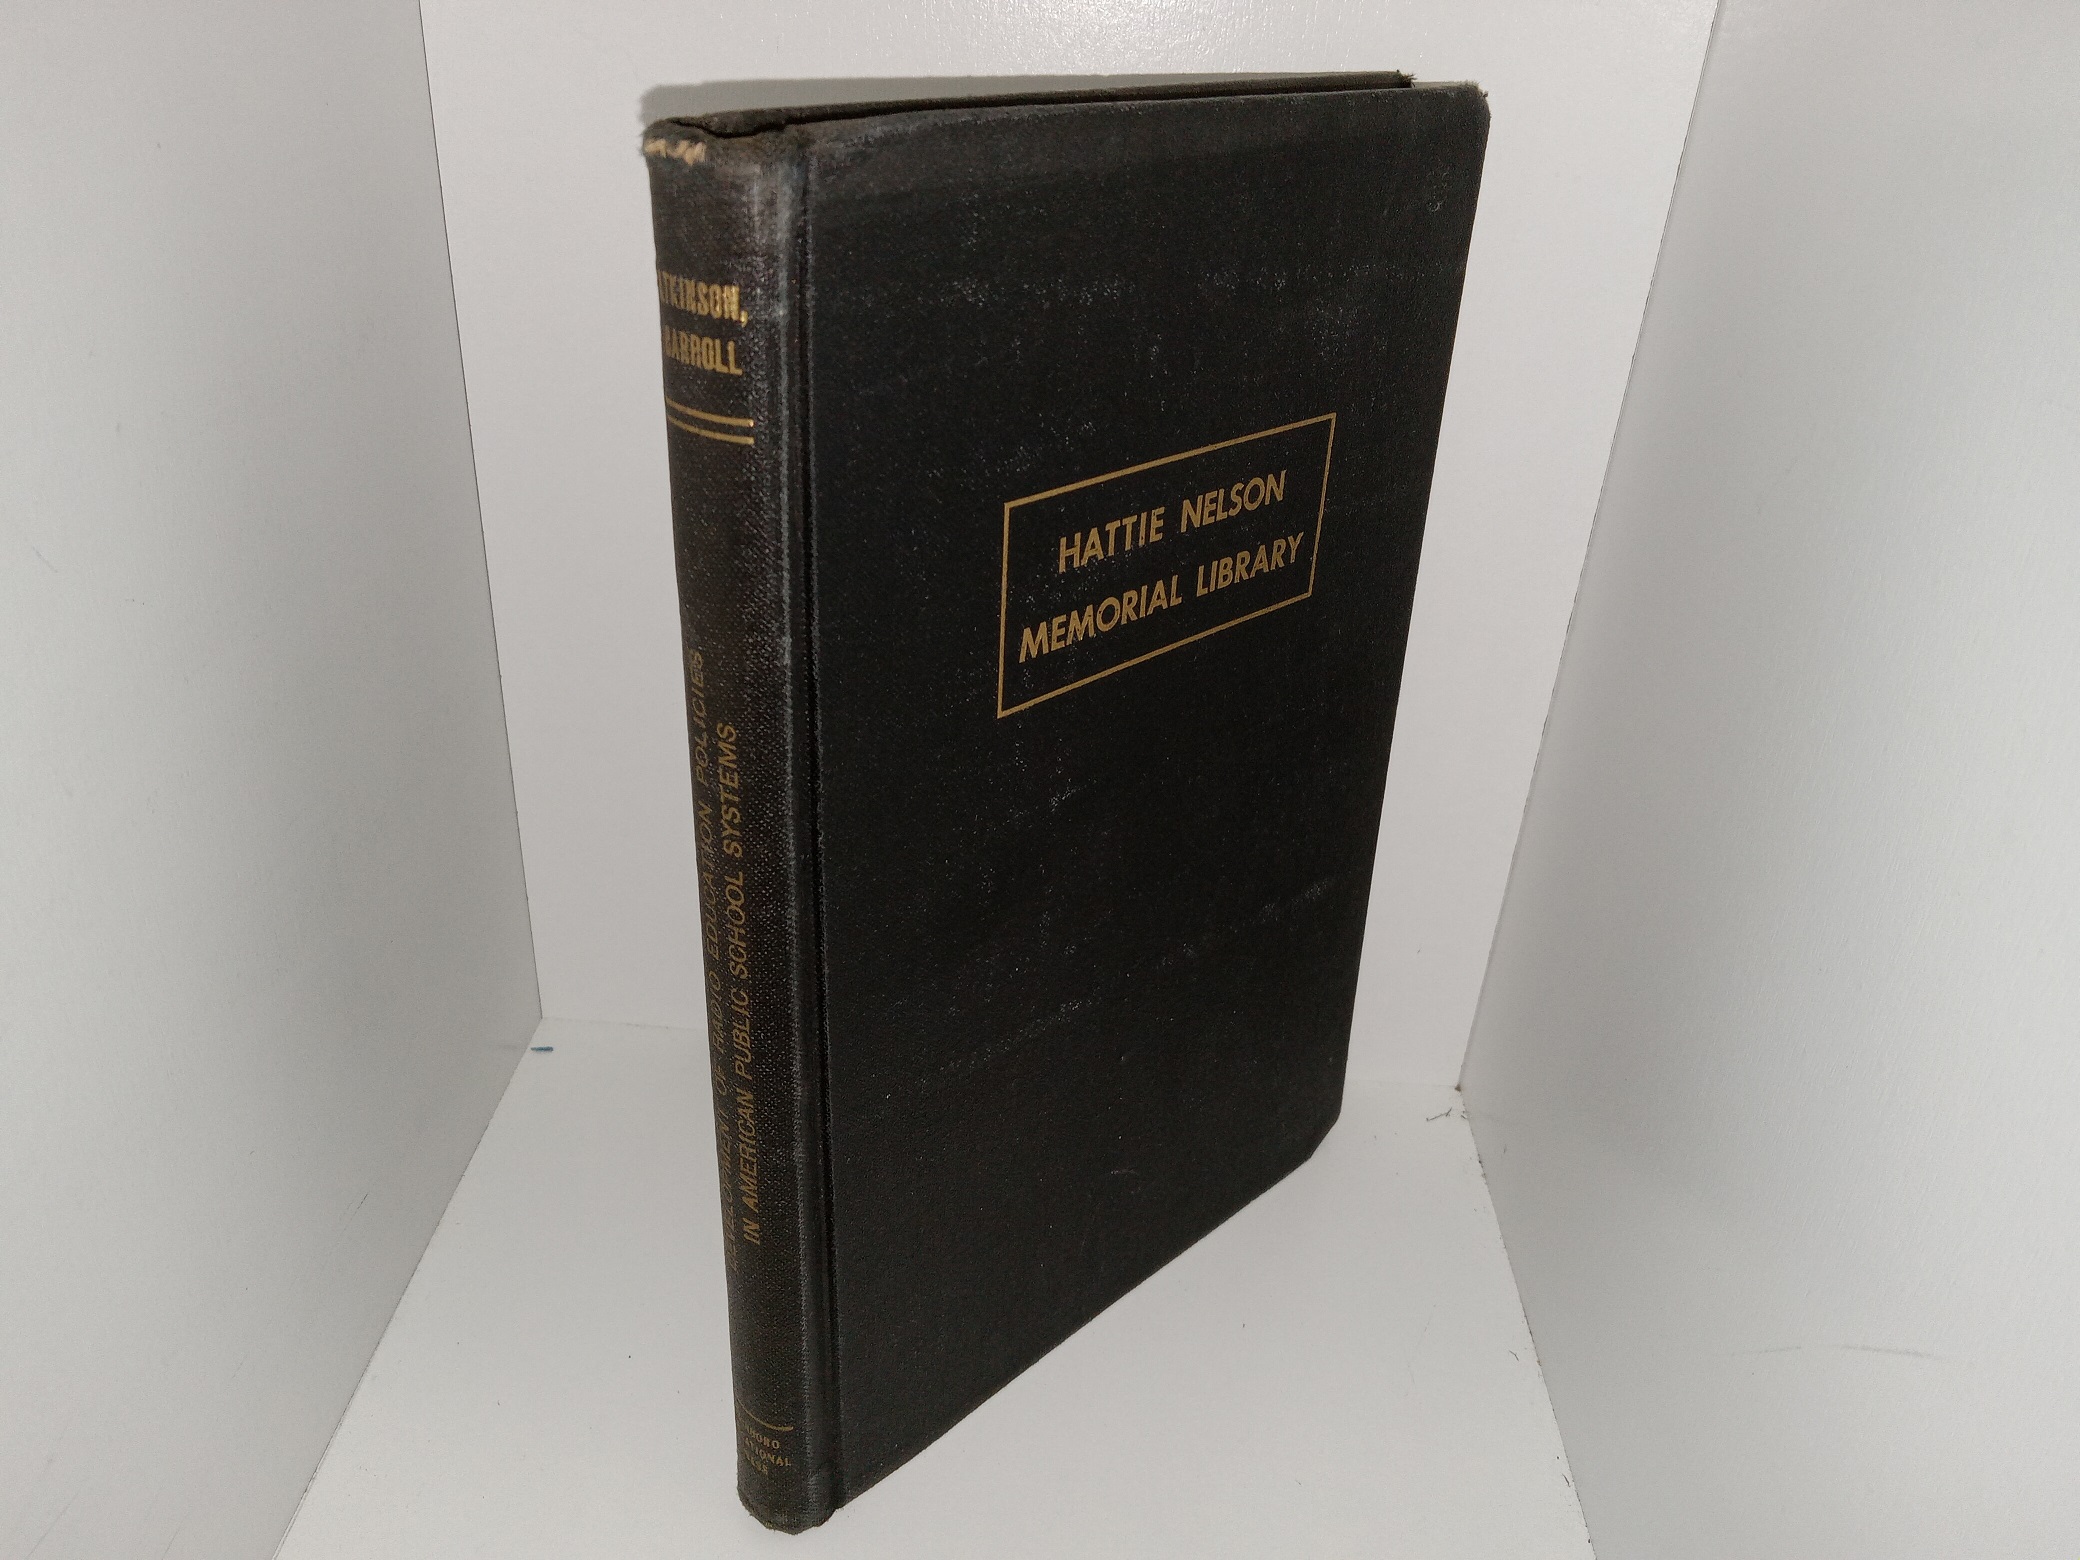 ATKINSON,
CARROLL
DEVELOPMENT OF RADIO EDUCATION POLICIES
IN AMERICAN PUBLIC SCHOOL SYSTEMS
HATTIE NELSON
MEMORIAL LIBRARY